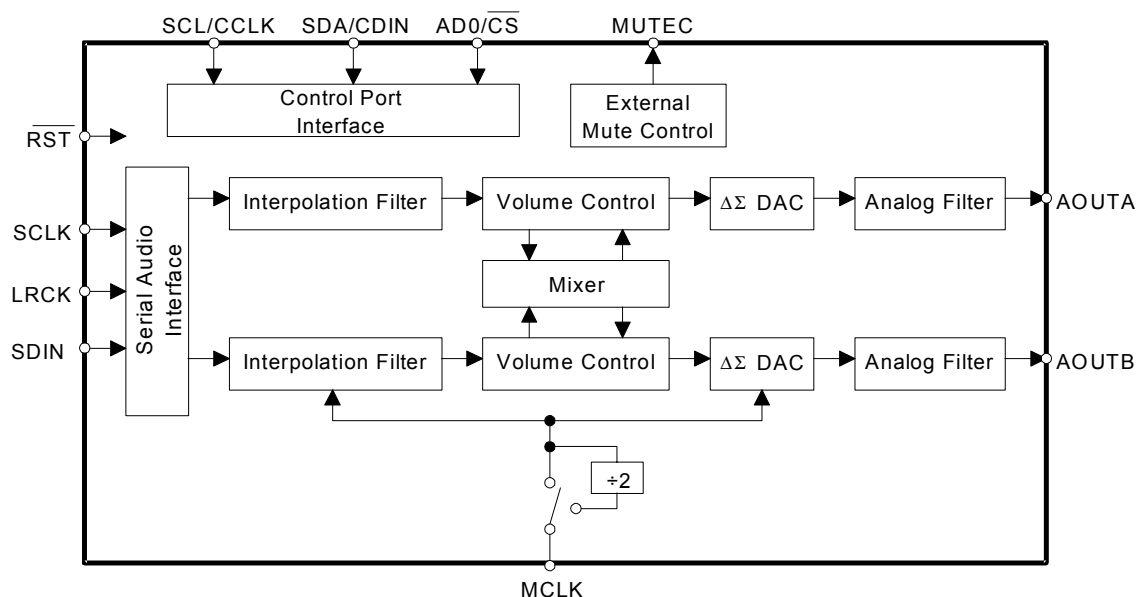 SCL/CCLK SDA/CDIN AD0/C̅S̅ MUTEC
Control Port
Interface
External
Mute Control
R̅S̅T̅
SCLK
LRCK
SDIN
Serial Audio
Interface
Interpolation Filter Volume Control ΔΣ DAC Analog Filter AOUTA
Mixer
Interpolation Filter Volume Control ΔΣ DAC Analog Filter AOUTB
÷2
MCLK